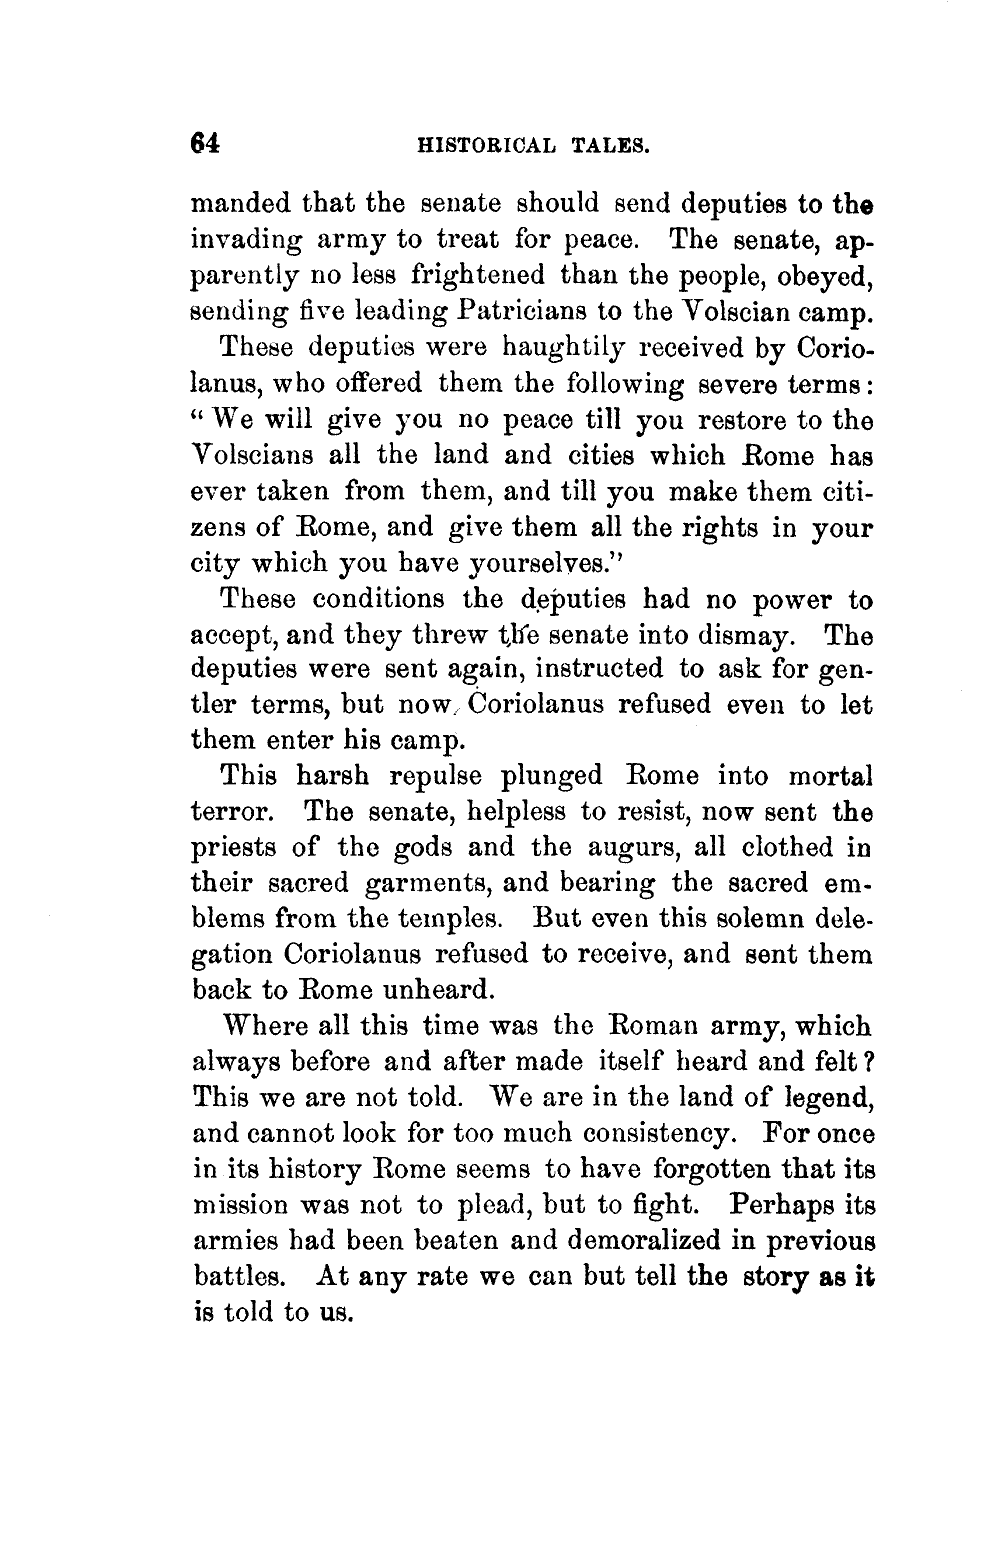 64 HISTORICAL TALES.
manded that the senate should send deputies to the
invading army to treat for peace. The senate, ap-
parently no less frightened than the people, obeyed,
sending five leading Patricians to the Volscian camp.
These deputies were haughtily received by Corio-
lanus, who offered them the following severe terms:
“We will give you no peace till you restore to the
Volscians all the land and cities which Rome has
ever taken from them, and till you make them citi-
zens of Rome, and give them all the rights in your
city which you have yourselves.”
These conditions the deputies had no power to
accept, and they threw the senate into dismay. The
deputies were sent again, instructed to ask for gen-
tler terms, but now Coriolanus refused even to let
them enter his camp.
This harsh repulse plunged Rome into mortal
terror. The senate, helpless to resist, now sent the
priests of the gods and the augurs, all clothed in
their sacred garments, and bearing the sacred em-
blems from the temples. But even this solemn dele-
gation Coriolanus refused to receive, and sent them
back to Rome unheard.
Where all this time was the Roman army, which
always before and after made itself heard and felt?
This we are not told. We are in the land of legend,
and cannot look for too much consistency. For once
in its history Rome seems to have forgotten that its
mission was not to plead, but to fight. Perhaps its
armies had been beaten and demoralized in previous
battles. At any rate we can but tell the story as it
is told to us.